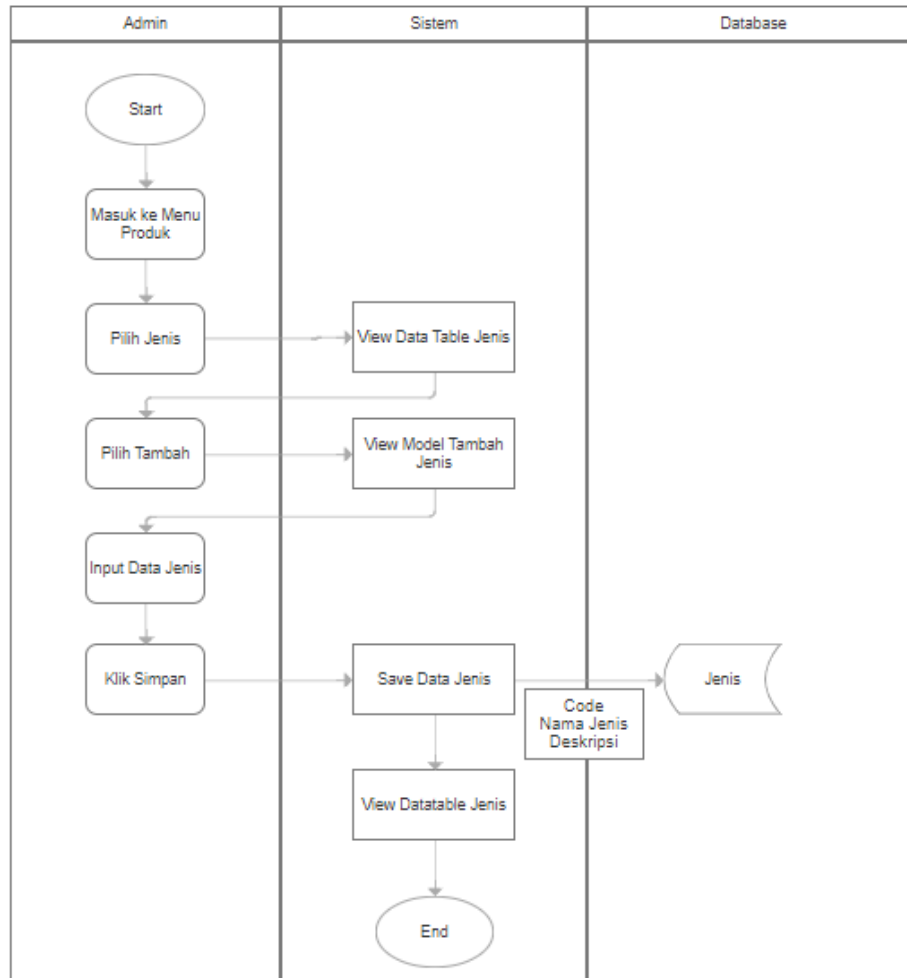 Admin
Sistem
Database
Start
Masuk ke Menu
Produk
Pilih Jenis
View Data Table Jenis
Pilih Tambah
View Model Tambah
Jenis
Input Data Jenis
Klik Simpan
Save Data Jenis
Jenis
Code
Nama Jenis
Deskripsi
View Datatable Jenis
End